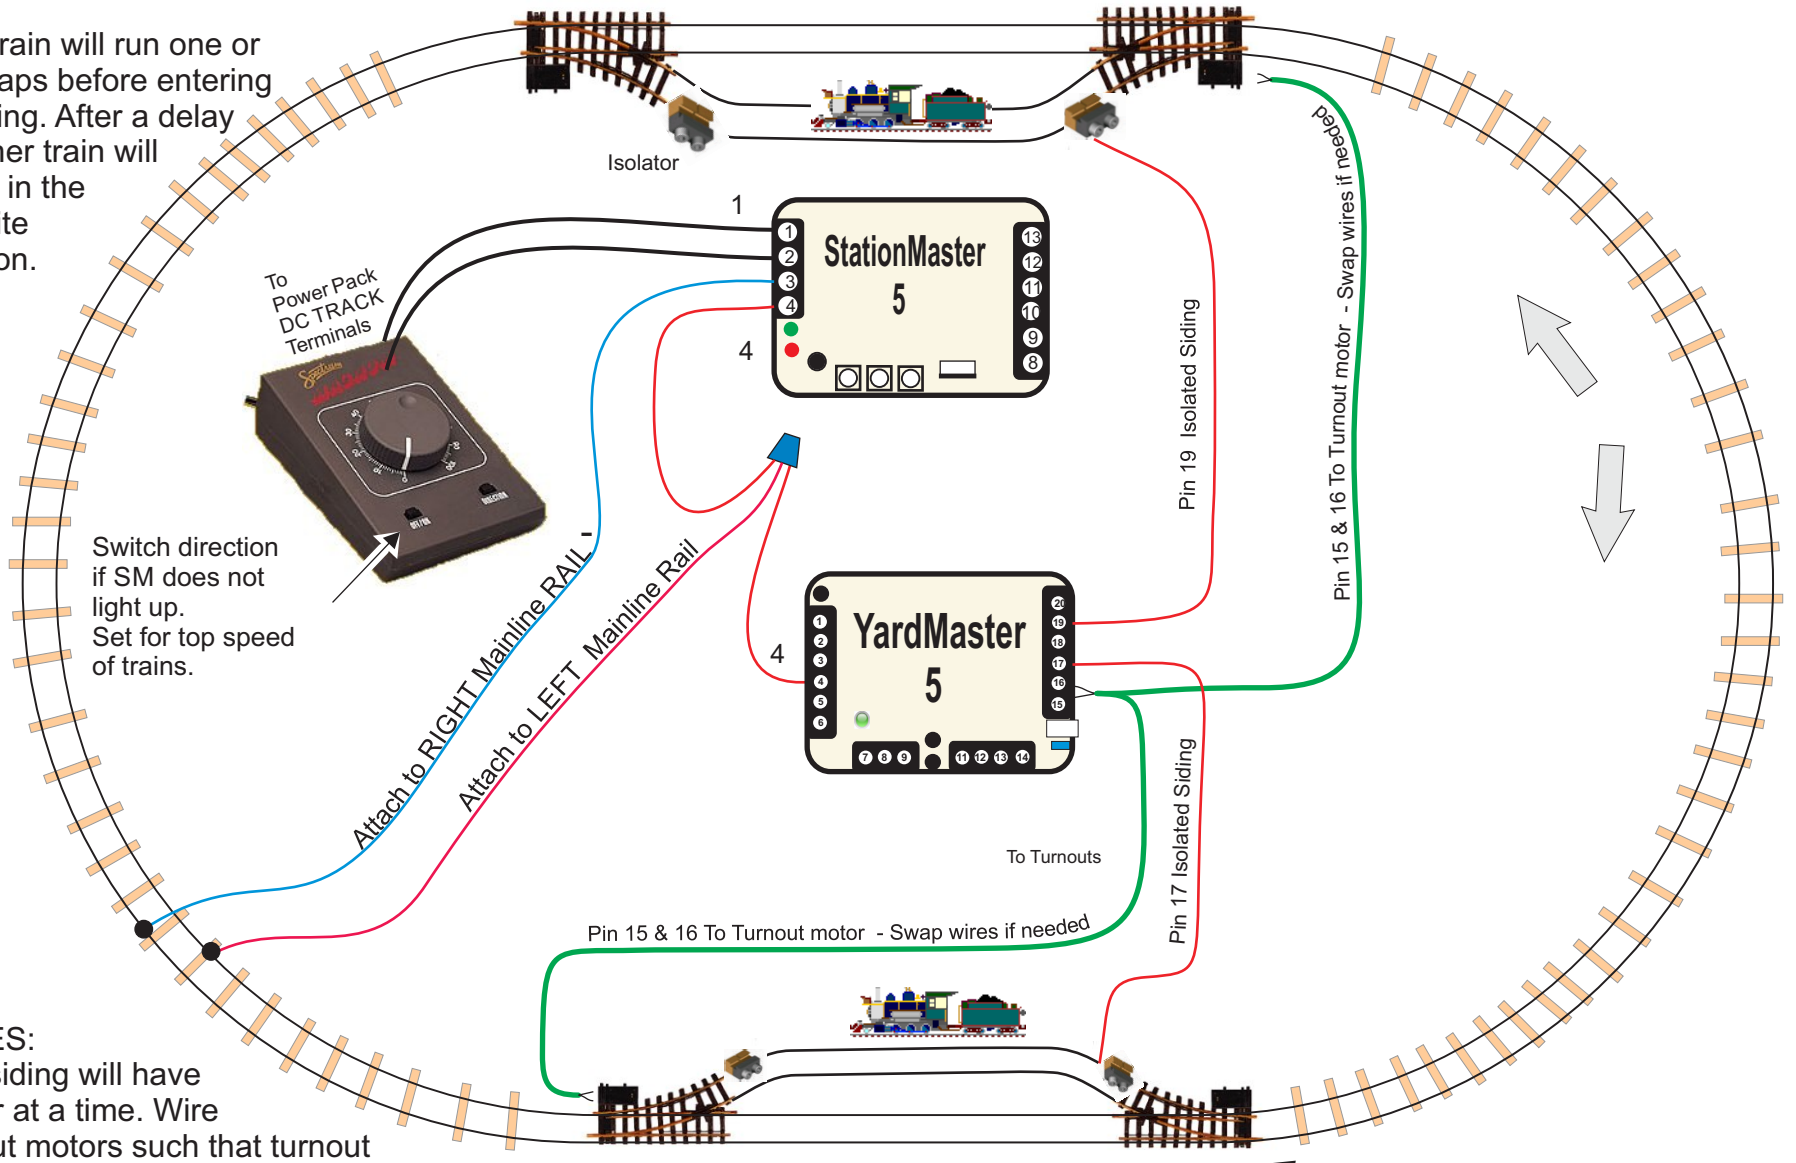 rain will run one or
aps before entering
ing. After a delay
her train will
in the
ite
on.
Isolator
1
To
Power Pack
DC TRACK
Terminals
Spectrum
StationMaster
5
1
2
3
4
13
12
11
10
9
8
4
OFF/ON
DIRECTION
Switch direction
if SM does not
light up.
Set for top speed
of trains.
Attach to RIGHT Mainline RAIL -
Attach to LEFT Mainline Rail
Pin 19 Isolated Siding
Pin 15 & 16 To Turnout motor - Swap wires if needed
YardMaster
5
1
2
3
4
5
6
7 8 9
11 12 13 14
20
19
18
17
16
15
4
To Turnouts
Pin 17 Isolated Siding
Pin 15 & 16 To Turnout motor - Swap wires if needed
ES:
siding will have
r at a time. Wire
ut motors such that turnout